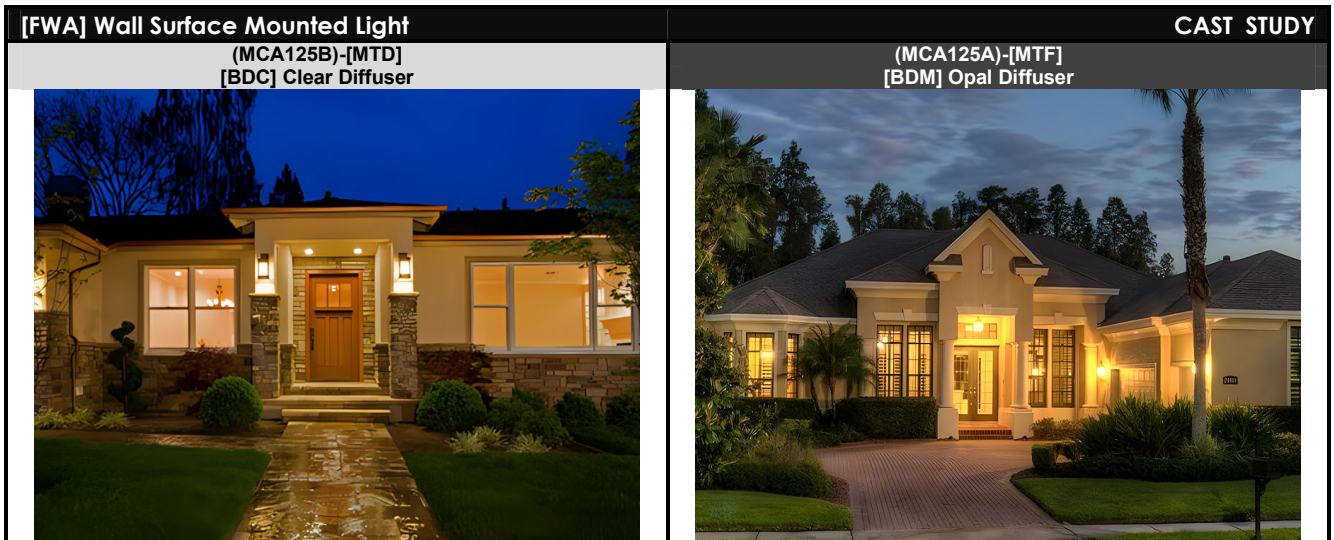 [FWA] Wall Surface Mounted Light
CAST STUDY
(MCA125B)-[MTD]
[BDC] Clear Diffuser
(MCA125A)-[MTF]
[BDM] Opal Diffuser